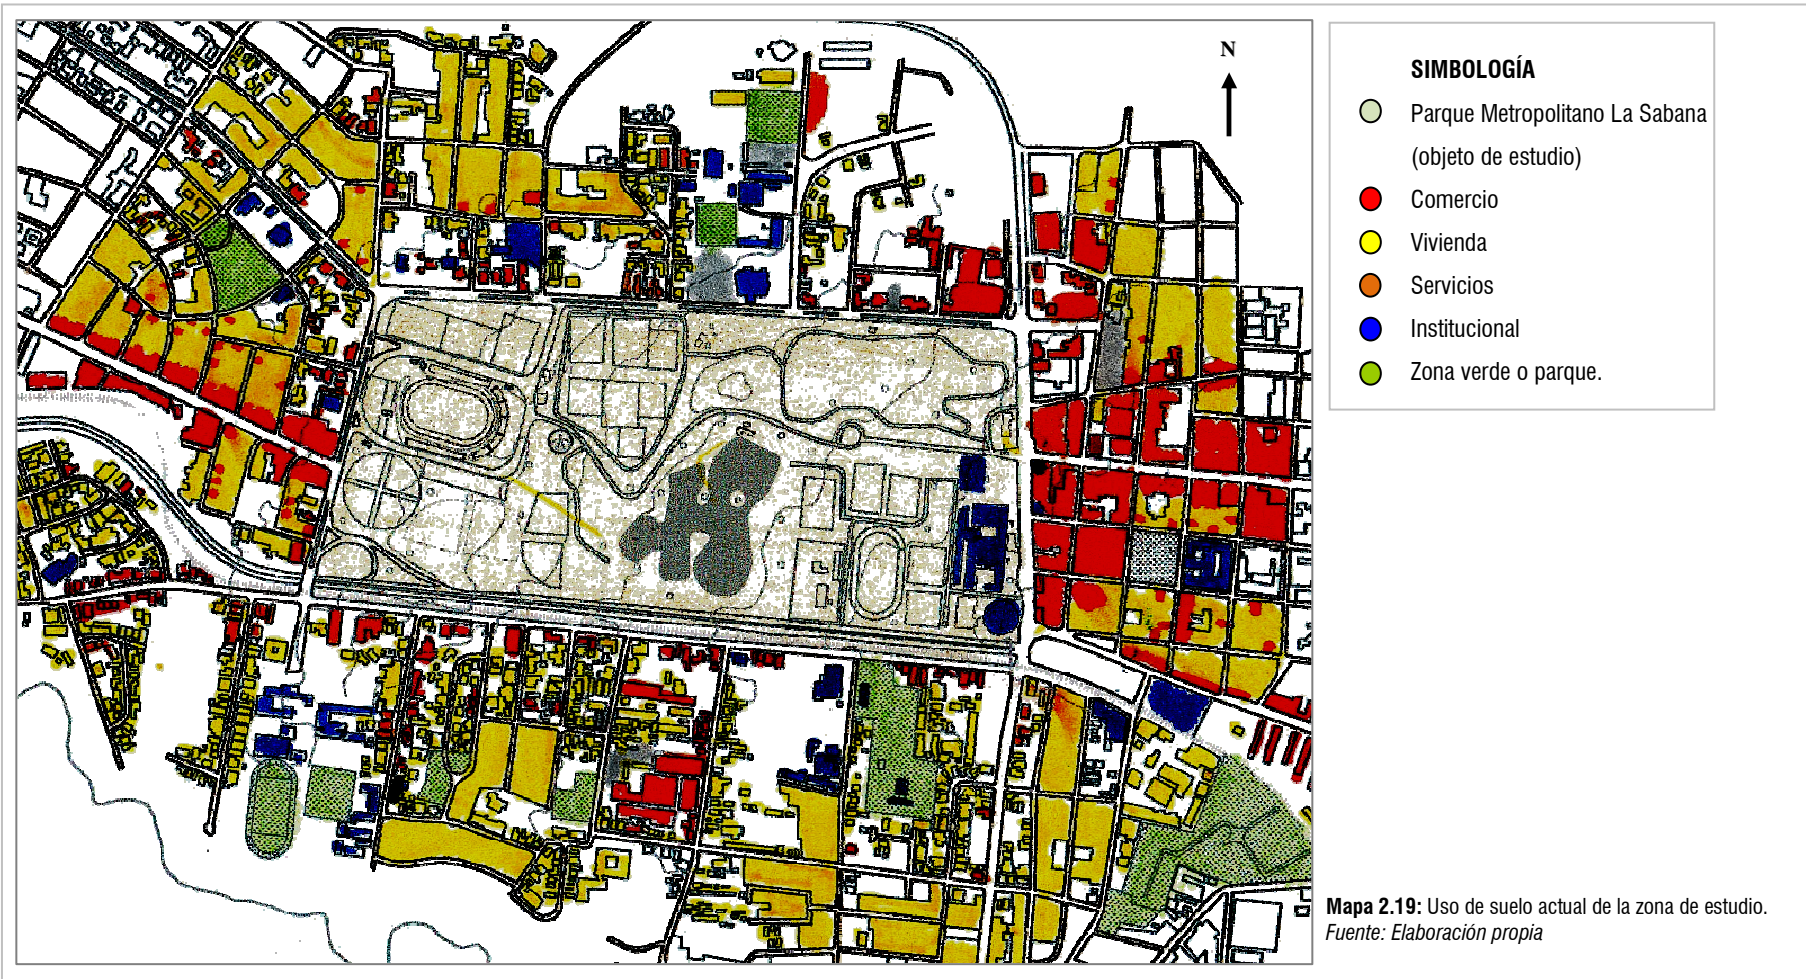 N
SIMBOLOGÍA
Parque Metropolitano La Sabana
(objeto de estudio)
Comercio
Vivienda
Servicios
Institucional
Zona verde o parque.
Mapa 2.19: Uso de suelo actual de la zona de estudio.
Fuente: Elaboración propia